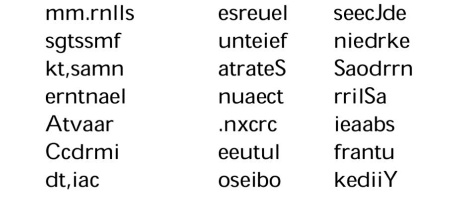 mm.rnlls esreuel seecJde
sgtssmf unteief niedrke
kt,samn atrateS Saodrrn
erntnael nuaect rrilSa
Atvaar .nxcrc ieaabs
Ccdrmi eeutul frantu
dt,iac oseibo kediiY